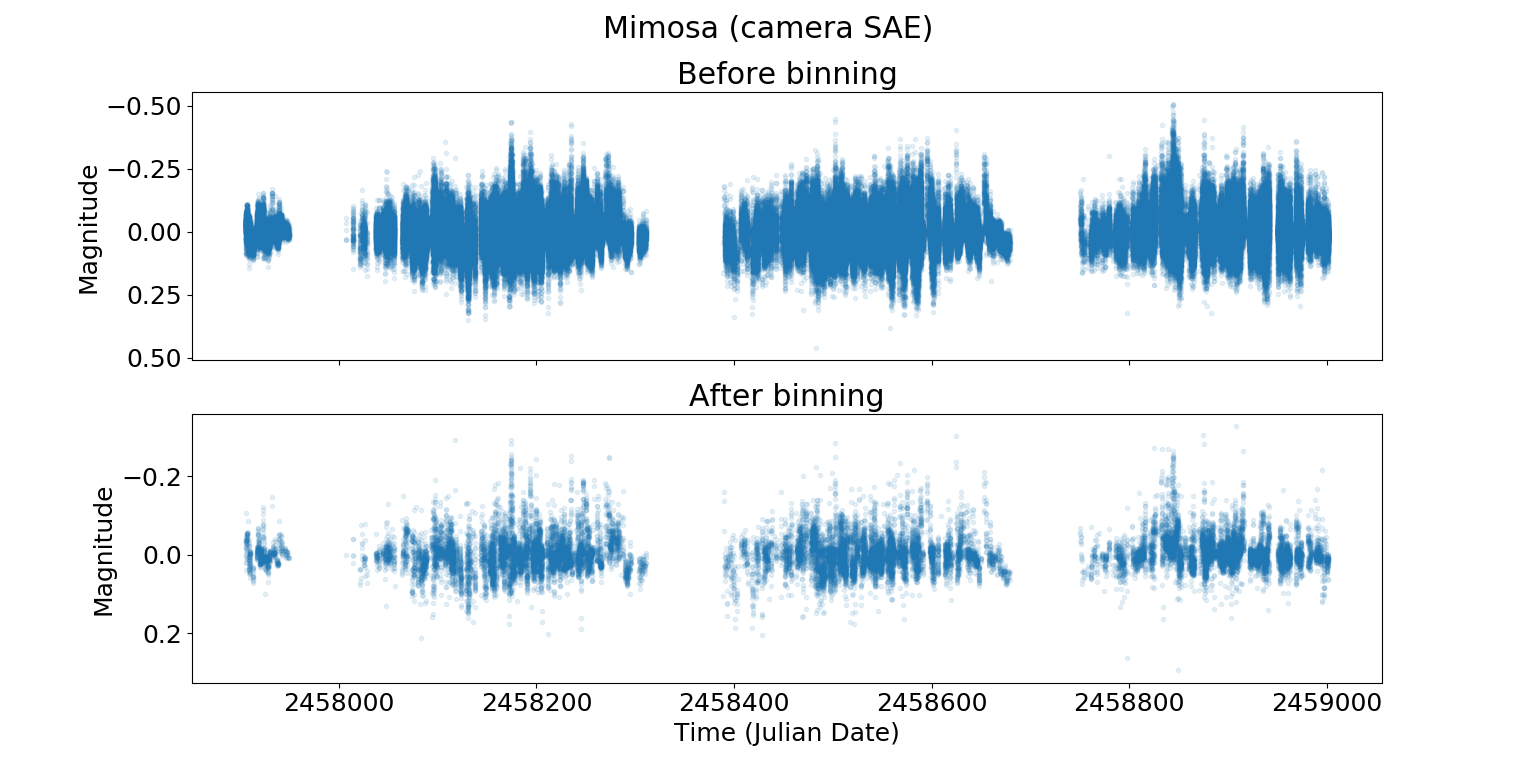 Mimosa (camera SAE)
Before binning
Magnitude
−0.50
−0.25
0.00
0.25
0.50
After binning
Magnitude
−0.2
0.0
0.2
2458000 2458200 2458400 2458600 2458800 2459000
Time (Julian Date)